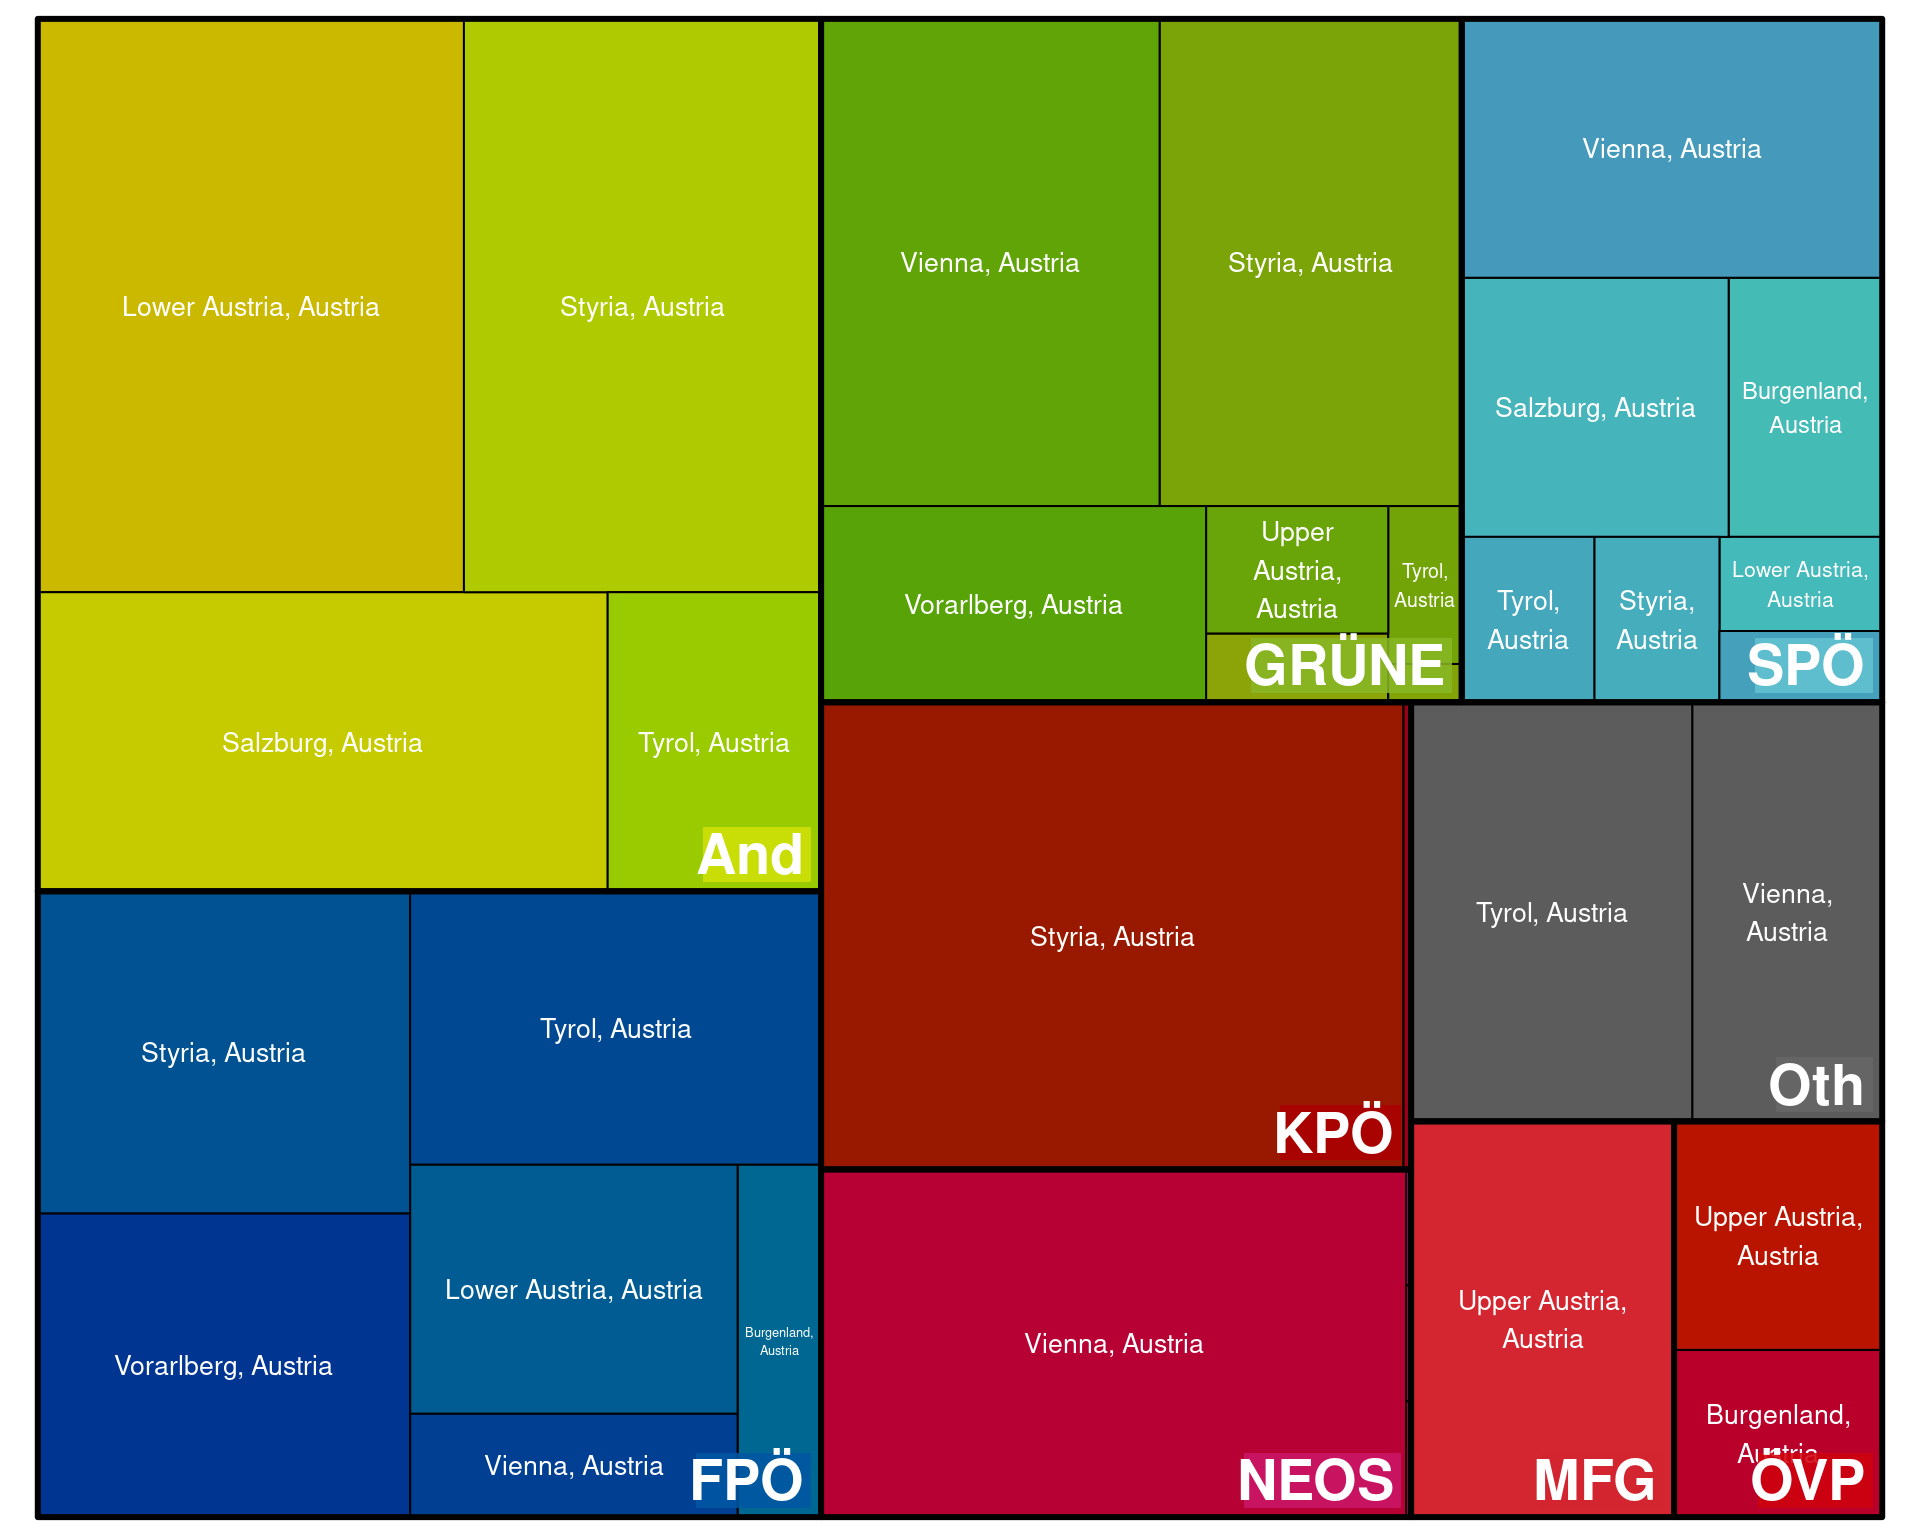 Lower Austria, Austria
Styria, Austria
Salzburg, Austria
Tyrol, Austria
And
Styria, Austria
Tyrol, Austria
Vorarlberg, Austria
Lower Austria, Austria
Burgenland,
Austria
Vienna, Austria
FPÖ
Vienna, Austria
Styria, Austria
Vorarlberg, Austria
Upper
Austria,
Austria
Tyrol,
Austria
GRÜNE
Vienna, Austria
Salzburg, Austria
Burgenland,
Austria
Tyrol,
Austria
Styria,
Austria
Lower Austria,
Austria
SPÖ
Styria, Austria
KPÖ
Tyrol, Austria
Vienna,
Austria
Oth
Vienna, Austria
NEOS
Upper Austria,
Austria
MFG
Upper Austria,
Austria
Burgenland,
Austria
ÖVP